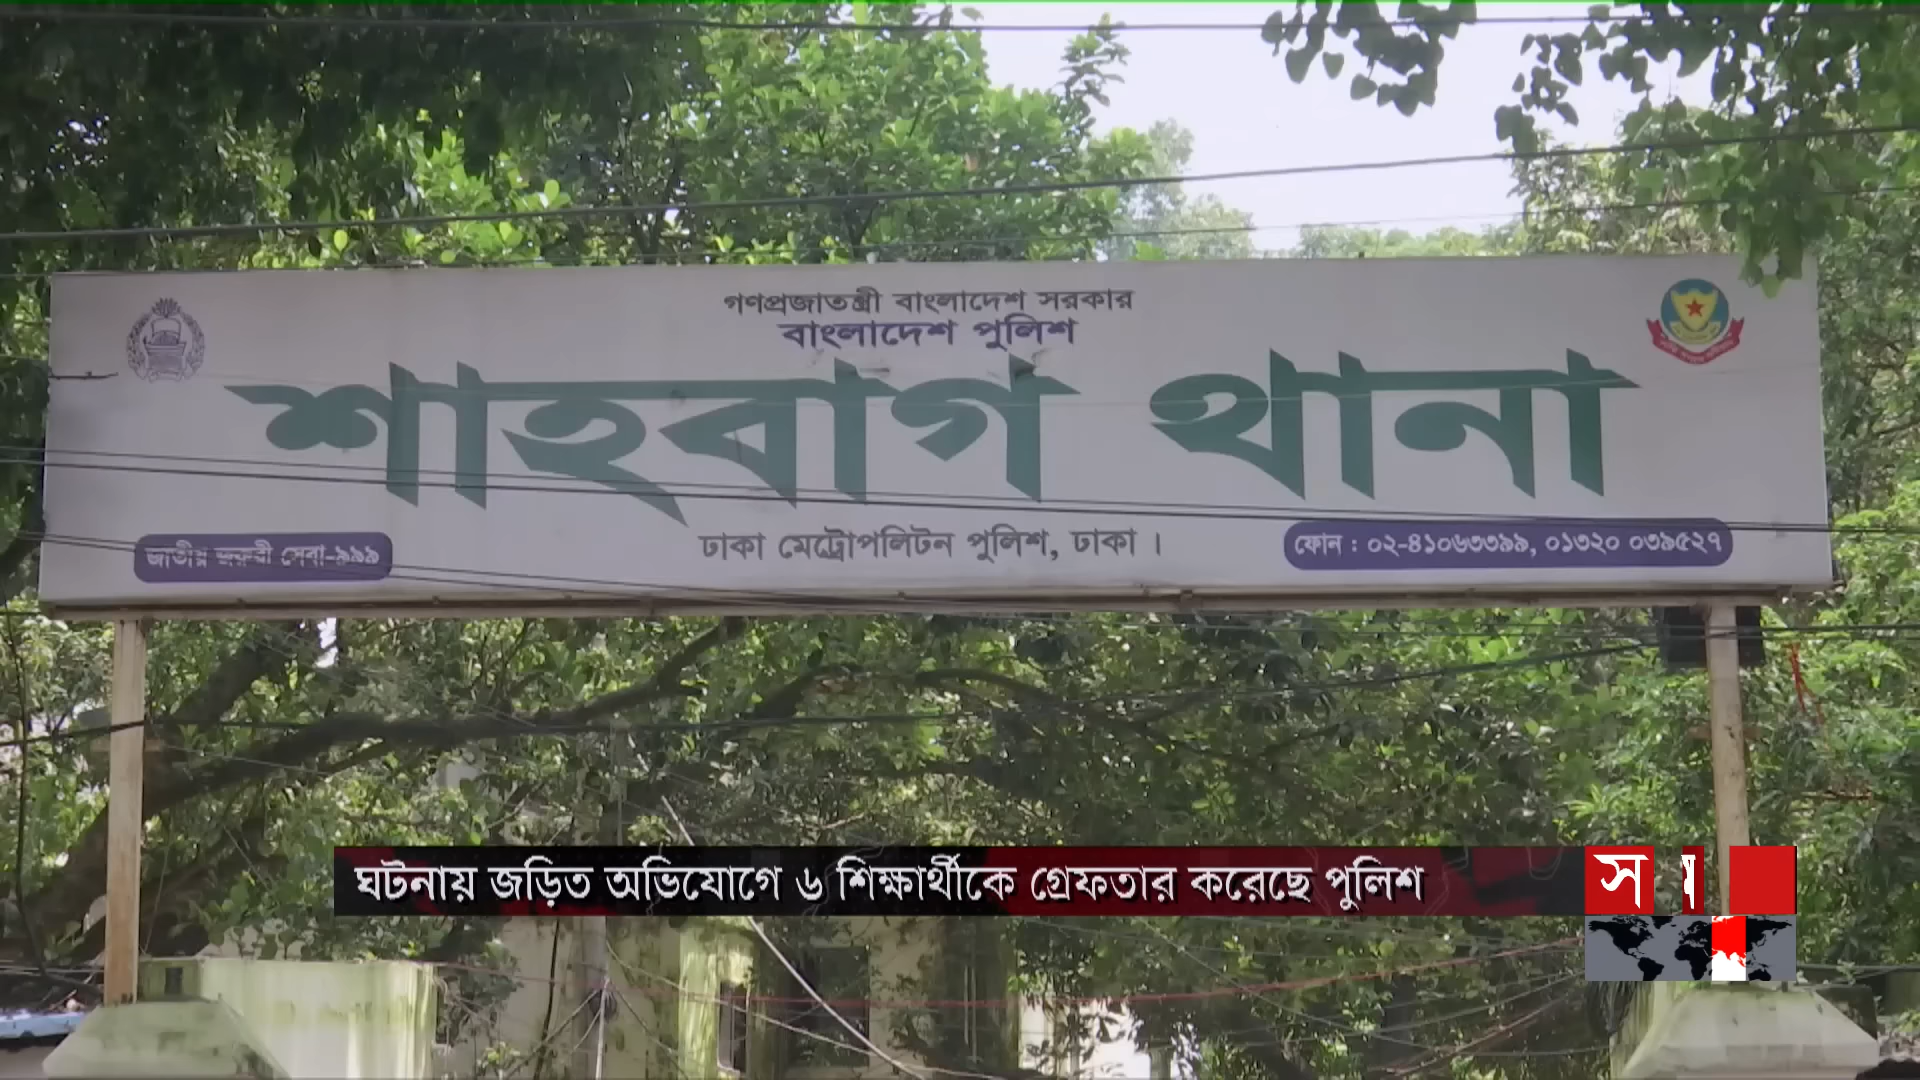 গণপ্রজাতন্ত্রী বাংলাদেশ সরকার
বাংলাদেশ পুলিশ
শাহবাগ থানা
ঢাকা মেট্রোপলিটন পুলিশ, ঢাকা ।
জাতীয় জরুরী সেবা-৯৯৯
ফোন : ০২-৪১০৬৩৩৯৯, ০১৩২০ ০৩৯৫২৭
ঘটনায় জড়িত অভিযোগে ৬ শিক্ষার্থীকে গ্রেফতার করেছে পুলিশ
স